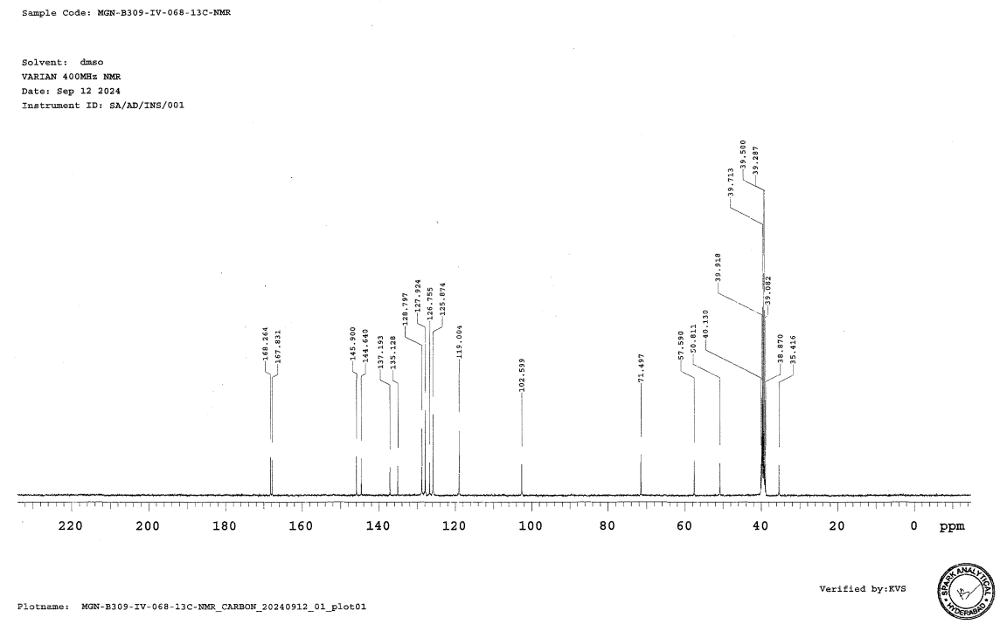 Sample Code: MGN-B309-IV-068-13C-NMR
Solvent: dmso
VARIAN 400MHz NMR
Date: Sep 12 2024
Instrument ID: SA/AD/INS/001
168.264
167.831
145.900
144.640
137.193
135.128
128.797
127.924
126.755
125.874
119.004
102.599
71.497
57.590
50.811
40.130
39.918
39.713
39.500
39.287
39.082
38.870
35.416
220 200 180 160 140 120 100 80 60 40 20 0 ppm
Verified by:KVS
SPARK ANALYTICAL
HYDERABAD
Plotname: MGN-B309-IV-068-13C-NMR_CARBON_20240912_01_plot01